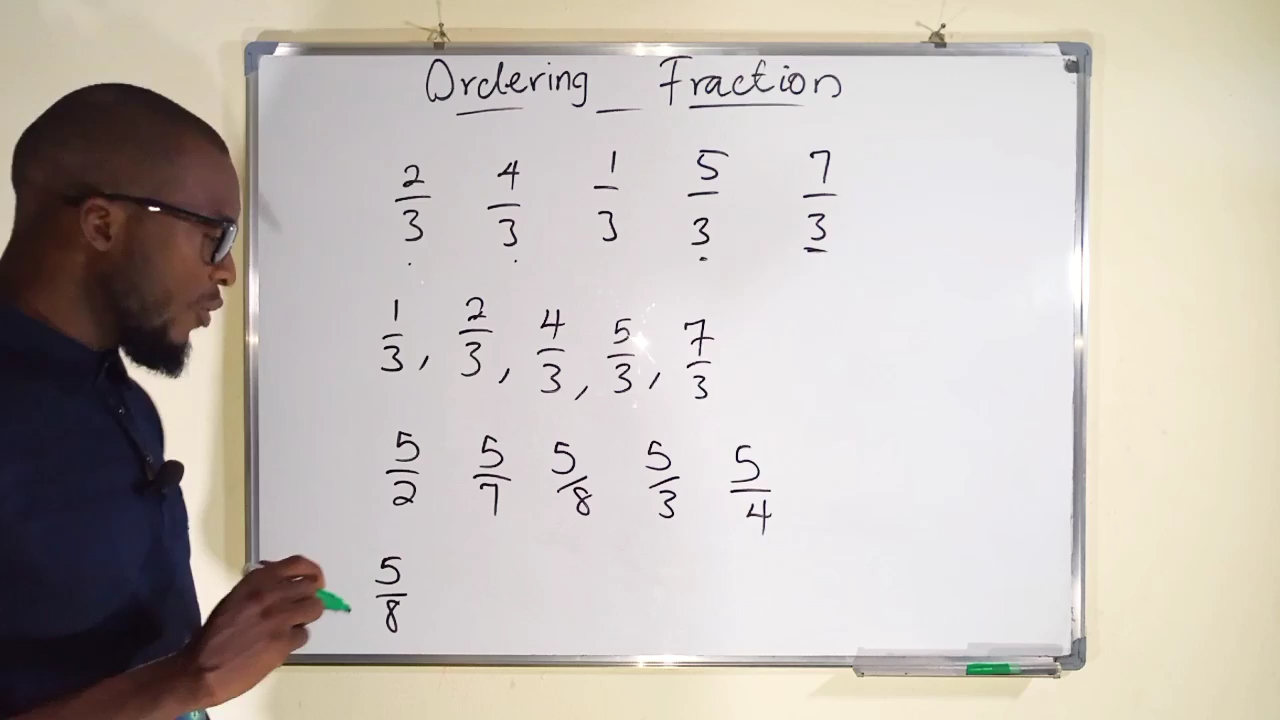 Ordering Fraction
2/3 4/3 1/3 5/3 7/3
1/3, 2/3, 4/3, 5/3, 7/3
5/2 5/7 5/8 5/3 5/4
5/8